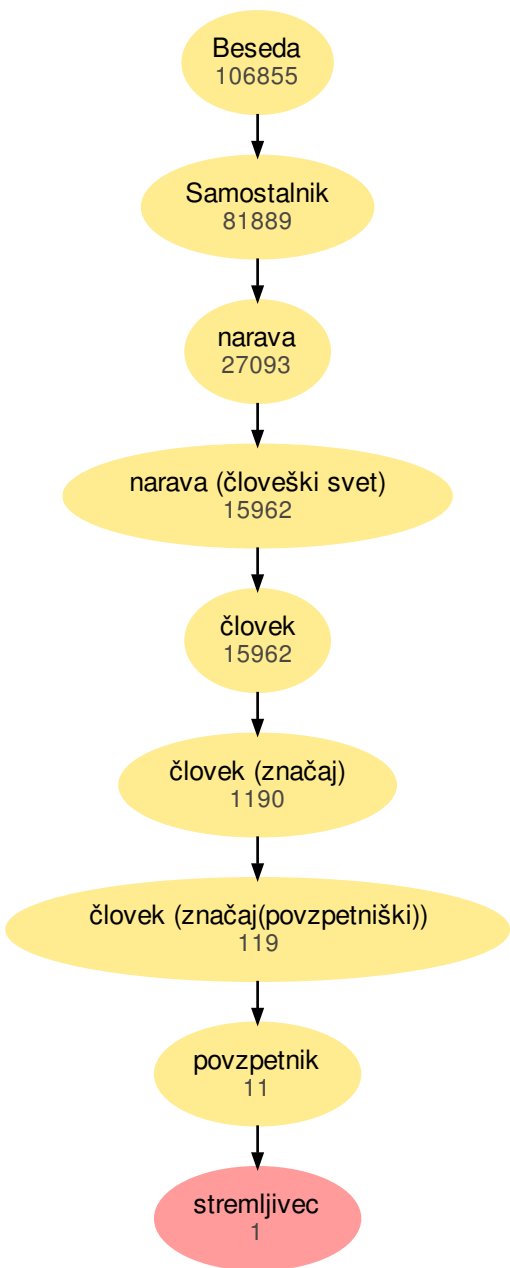 Beseda
106855
Samostalnik
81889
narava
27093
narava (človeški svet)
15962
človek
15962
človek (značaj)
1190
človek (značaj(povzpetniški))
119
povzpetnik
11
stremljivec
1